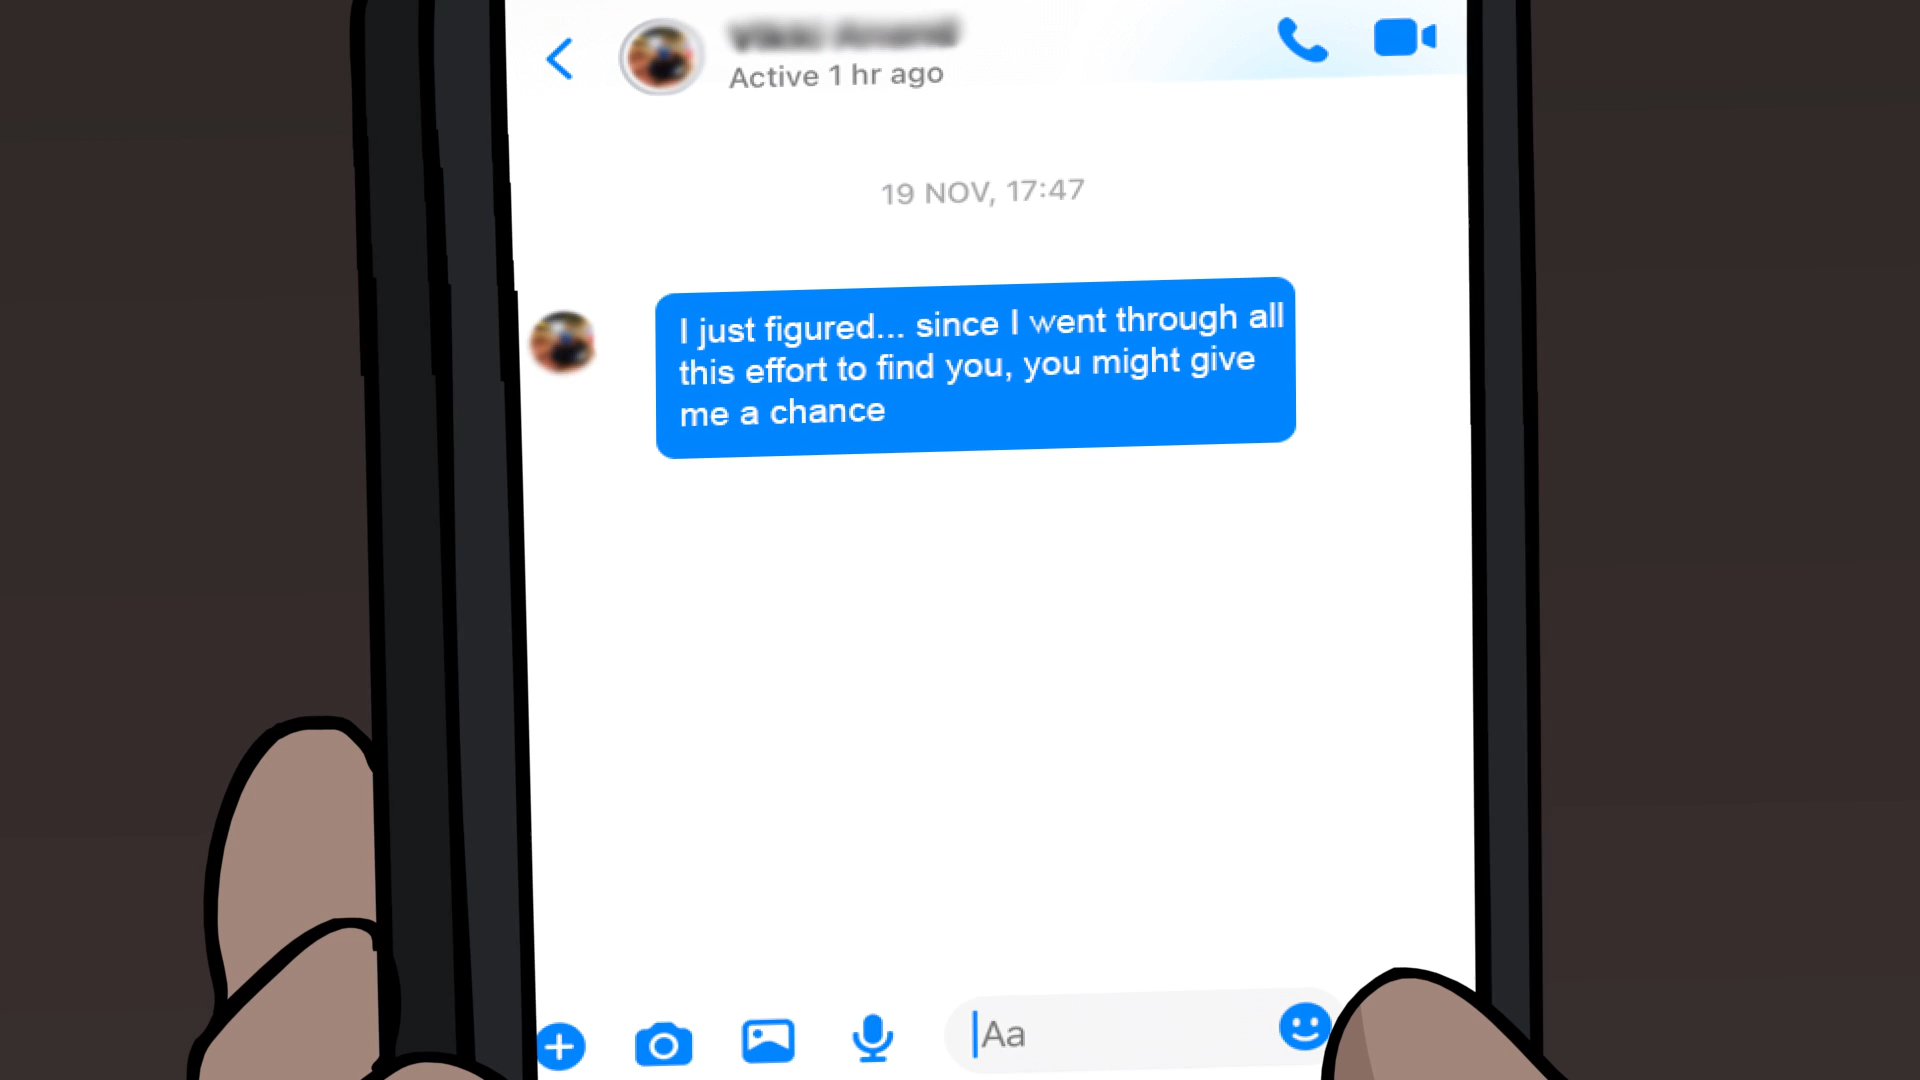 Active 1 hr ago
19 NOV, 17:47
I just figured... since I went through all
this effort to find you, you might give
me a chance
Aa